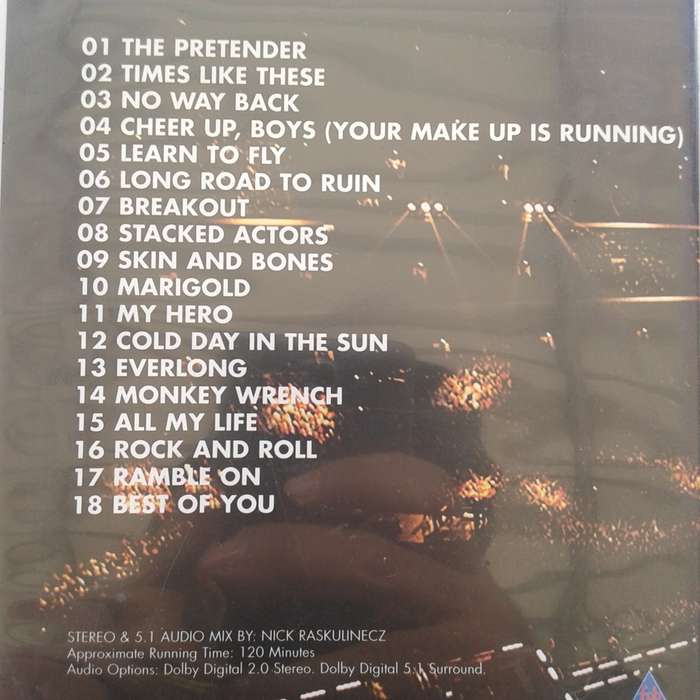 01 THE PRETENDER
02 TIMES LIKE THESE
03 NO WAY BACK
04 CHEER UP, BOYS (YOUR MAKE UP IS RUNNING)
05 LEARN TO FLY
06 LONG ROAD TO RUIN
07 BREAKOUT
08 STACKED ACTORS
09 SKIN AND BONES
10 MARIGOLD
11 MY HERO
12 COLD DAY IN THE SUN
13 EVERLONG
14 MONKEY WRENCH
15 ALL MY LIFE
16 ROCK AND ROLL
17 RAMBLE ON
18 BEST OF YOU
STEREO & 5.1 AUDIO MIX BY: NICK RASKULINECZ
Approximate Running Time: 120 Minutes
Audio Options: Dolby Digital 2.0 Stereo. Dolby Digital 5.1 Surround.